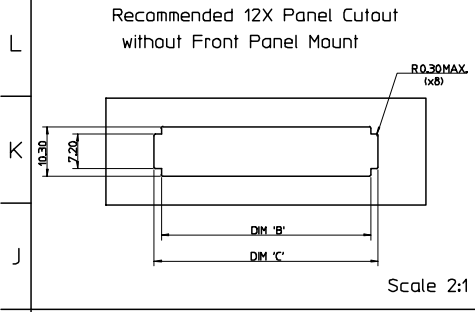 Recommended 12X Panel Cutout
without Front Panel Mount
L
R0.30MAX.
(x8)
K
10.30
7.20
DIM 'B'
DIM 'C'
J
Scale 2:1